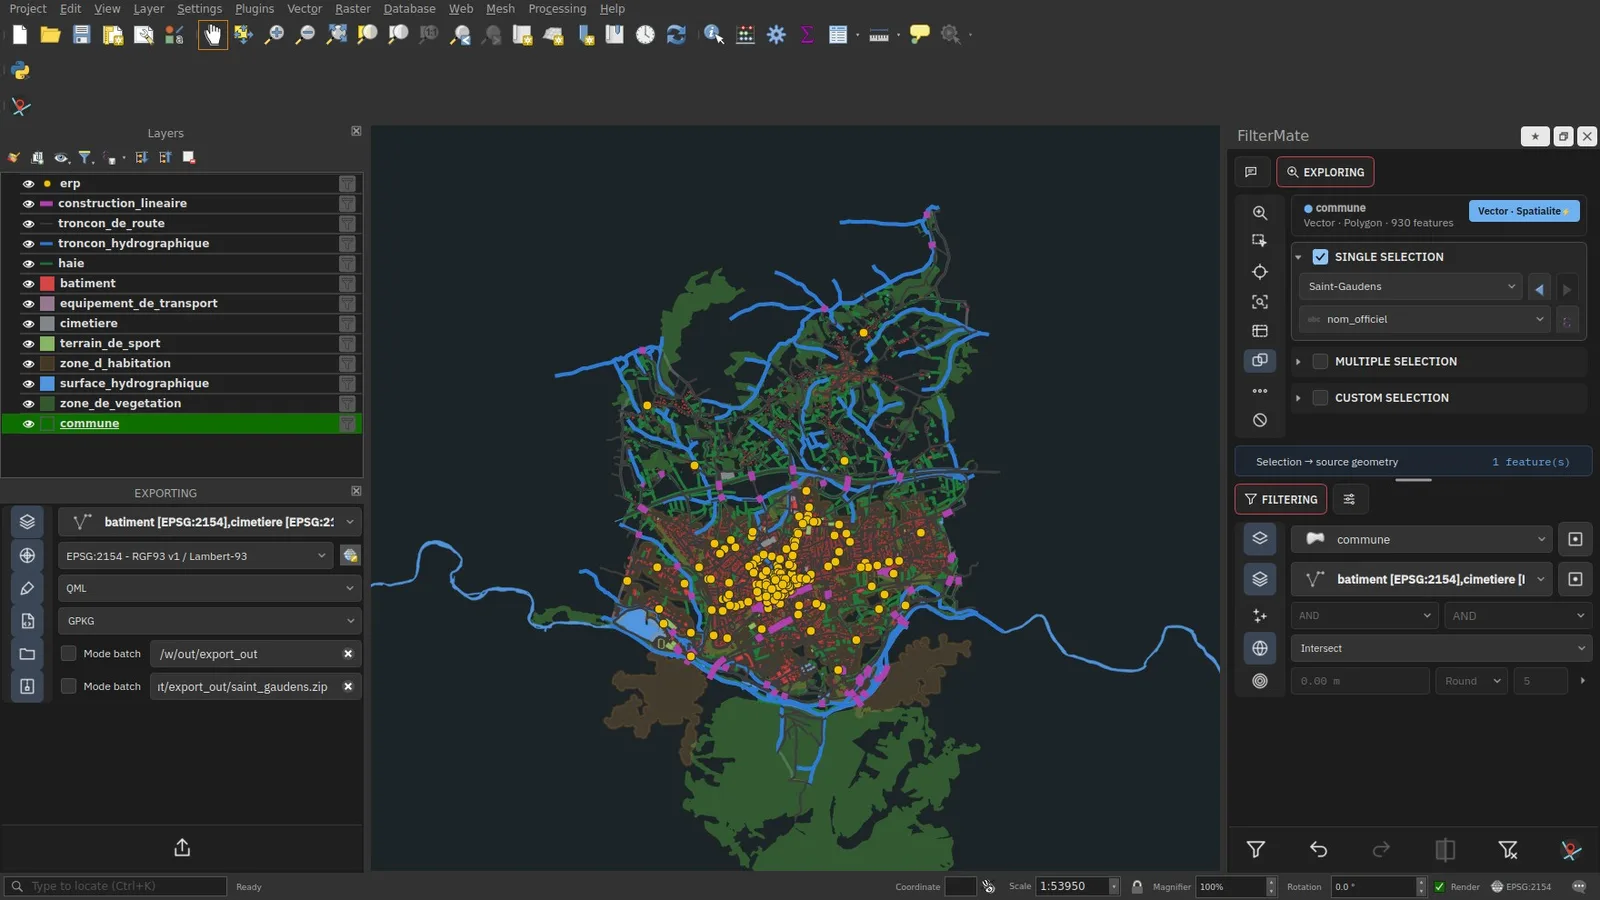 Project Edit View Layer Settings Plugins Vector Raster Database Web Mesh Processing Help
Layers
erp
construction_lineaire
troncon_de_route
troncon_hydrographique
haie
batiment
equipement_de_transport
cimetiere
terrain_de_sport
zone_d_habitation
surface_hydrographique
zone_de_vegetation
commune
EXPORTING
batiment [EPSG:2154],cimetiere [EPSG:2
EPSG:2154 - RGF93 v1 / Lambert-93
QML
GPKG
Mode batch /w/out/export_out
Mode batch t/export_out/saint_gaudens.zip
FilterMate
EXPLORING
commune
Vector · Polygon · 930 features
Vector · Spatialite
SINGLE SELECTION
Saint-Gaudens
abc nom_officiel
MULTIPLE SELECTION
CUSTOM SELECTION
Selection → source geometry 1 feature(s)
FILTERING
commune
batiment [EPSG:2154],cimetiere [
AND AND
Intersect
0.00 m Round 5
Type to locate (Ctrl+K) Ready Coordinate Scale 1:53950 Magnifier 100% Rotation 0.0 ° Render EPSG:2154